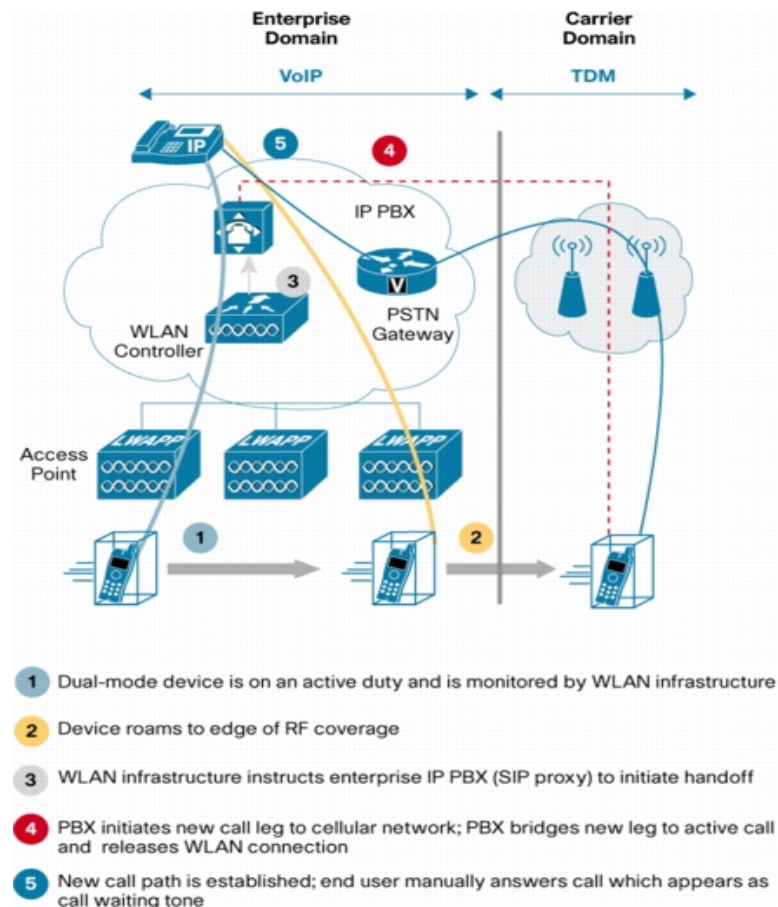 Enterprise
Domain
Carrier
Domain
VoIP
TDM
IP
5
4
IP PBX
3
V
WLAN
Controller
PSTN
Gateway
LWAPP
LWAPP
LWAPP
Access
Point
1
2
1 Dual-mode device is on an active duty and is monitored by WLAN infrastructure
2 Device roams to edge of RF coverage
3 WLAN infrastructure instructs enterprise IP PBX (SIP proxy) to initiate handoff
4 PBX initiates new call leg to cellular network; PBX bridges new leg to active call
and releases WLAN connection
5 New call path is established; end user manually answers call which appears as
call waiting tone